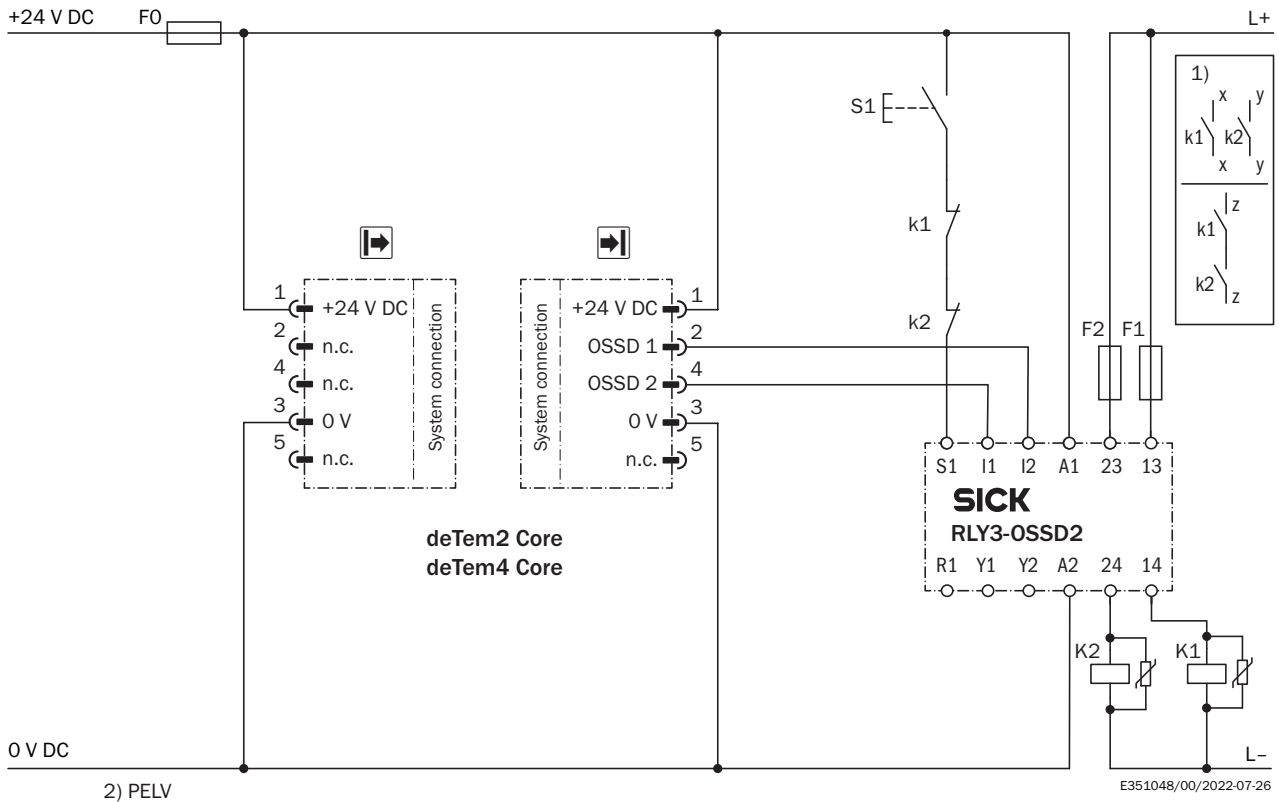 +24 V DC
F0
L+
1)
x y
k1 k2
x y
z
k1
k2
z
S1
k1
k2
1
+24 V DC
2
n.c.
4
n.c.
3
0 V
5
n.c.
System connection
System connection
+24 V DC
1
OSSD 1
2
OSSD 2
4
0 V
3
n.c.
5
F2 F1
S1 I1 I2 A1 23 13
SICK
RLY3-OSSD2
R1 Y1 Y2 A2 24 14
deTem2 Core
deTem4 Core
K2
K1
0 V DC
L–
2) PELV
E351048/00/2022-07-26